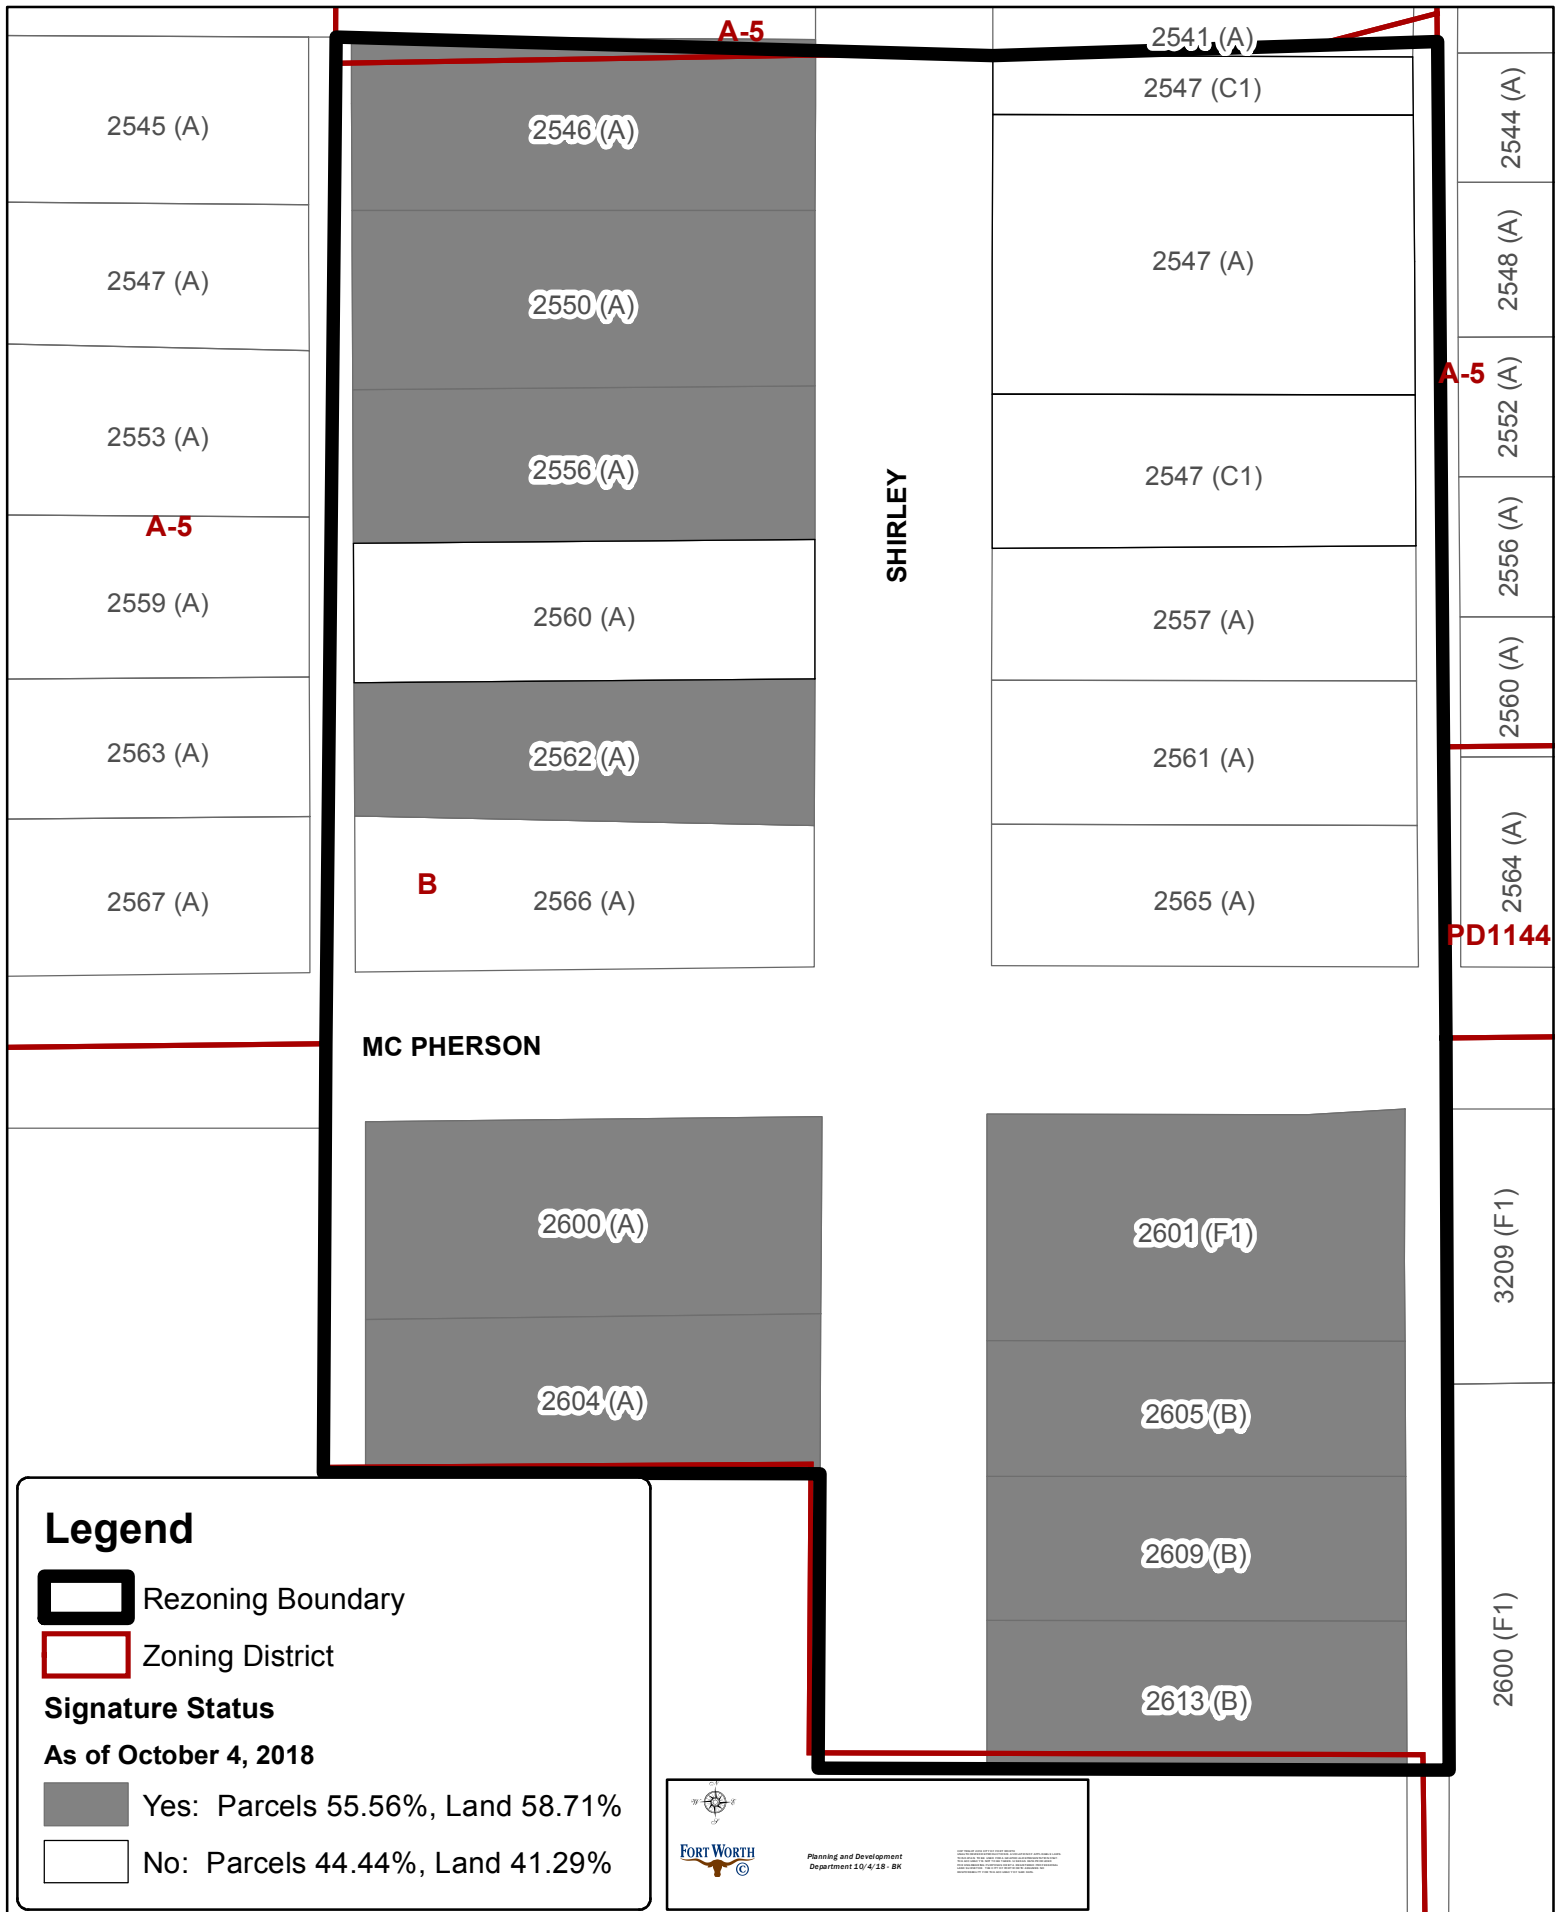 A-5
2541 (A)
2547 (C1)
2544 (A)
2545 (A)
2546 (A)
2548 (A)
2547 (A)
2547 (A)
2550 (A)
A-5
2552 (A)
2553 (A)
2556 (A)
2547 (C1)
SHIRLEY
A-5
2556 (A)
2559 (A)
2560 (A)
2557 (A)
2560 (A)
2563 (A)
2562 (A)
2561 (A)
2564 (A)
B
2567 (A)
2566 (A)
2565 (A)
PD1144
MC PHERSON
2600 (A)
2601 (F1)
3209 (F1)
2604 (A)
2605 (B)
2609 (B)
2600 (F1)
2613 (B)
Legend
Rezoning Boundary
Zoning District
Signature Status
As of October 4, 2018
Yes: Parcels 55.56%, Land 58.71%
No: Parcels 44.44%, Land 41.29%
N
W E
S
FORT WORTH
Planning and Development
Department 10/4/18 - BK